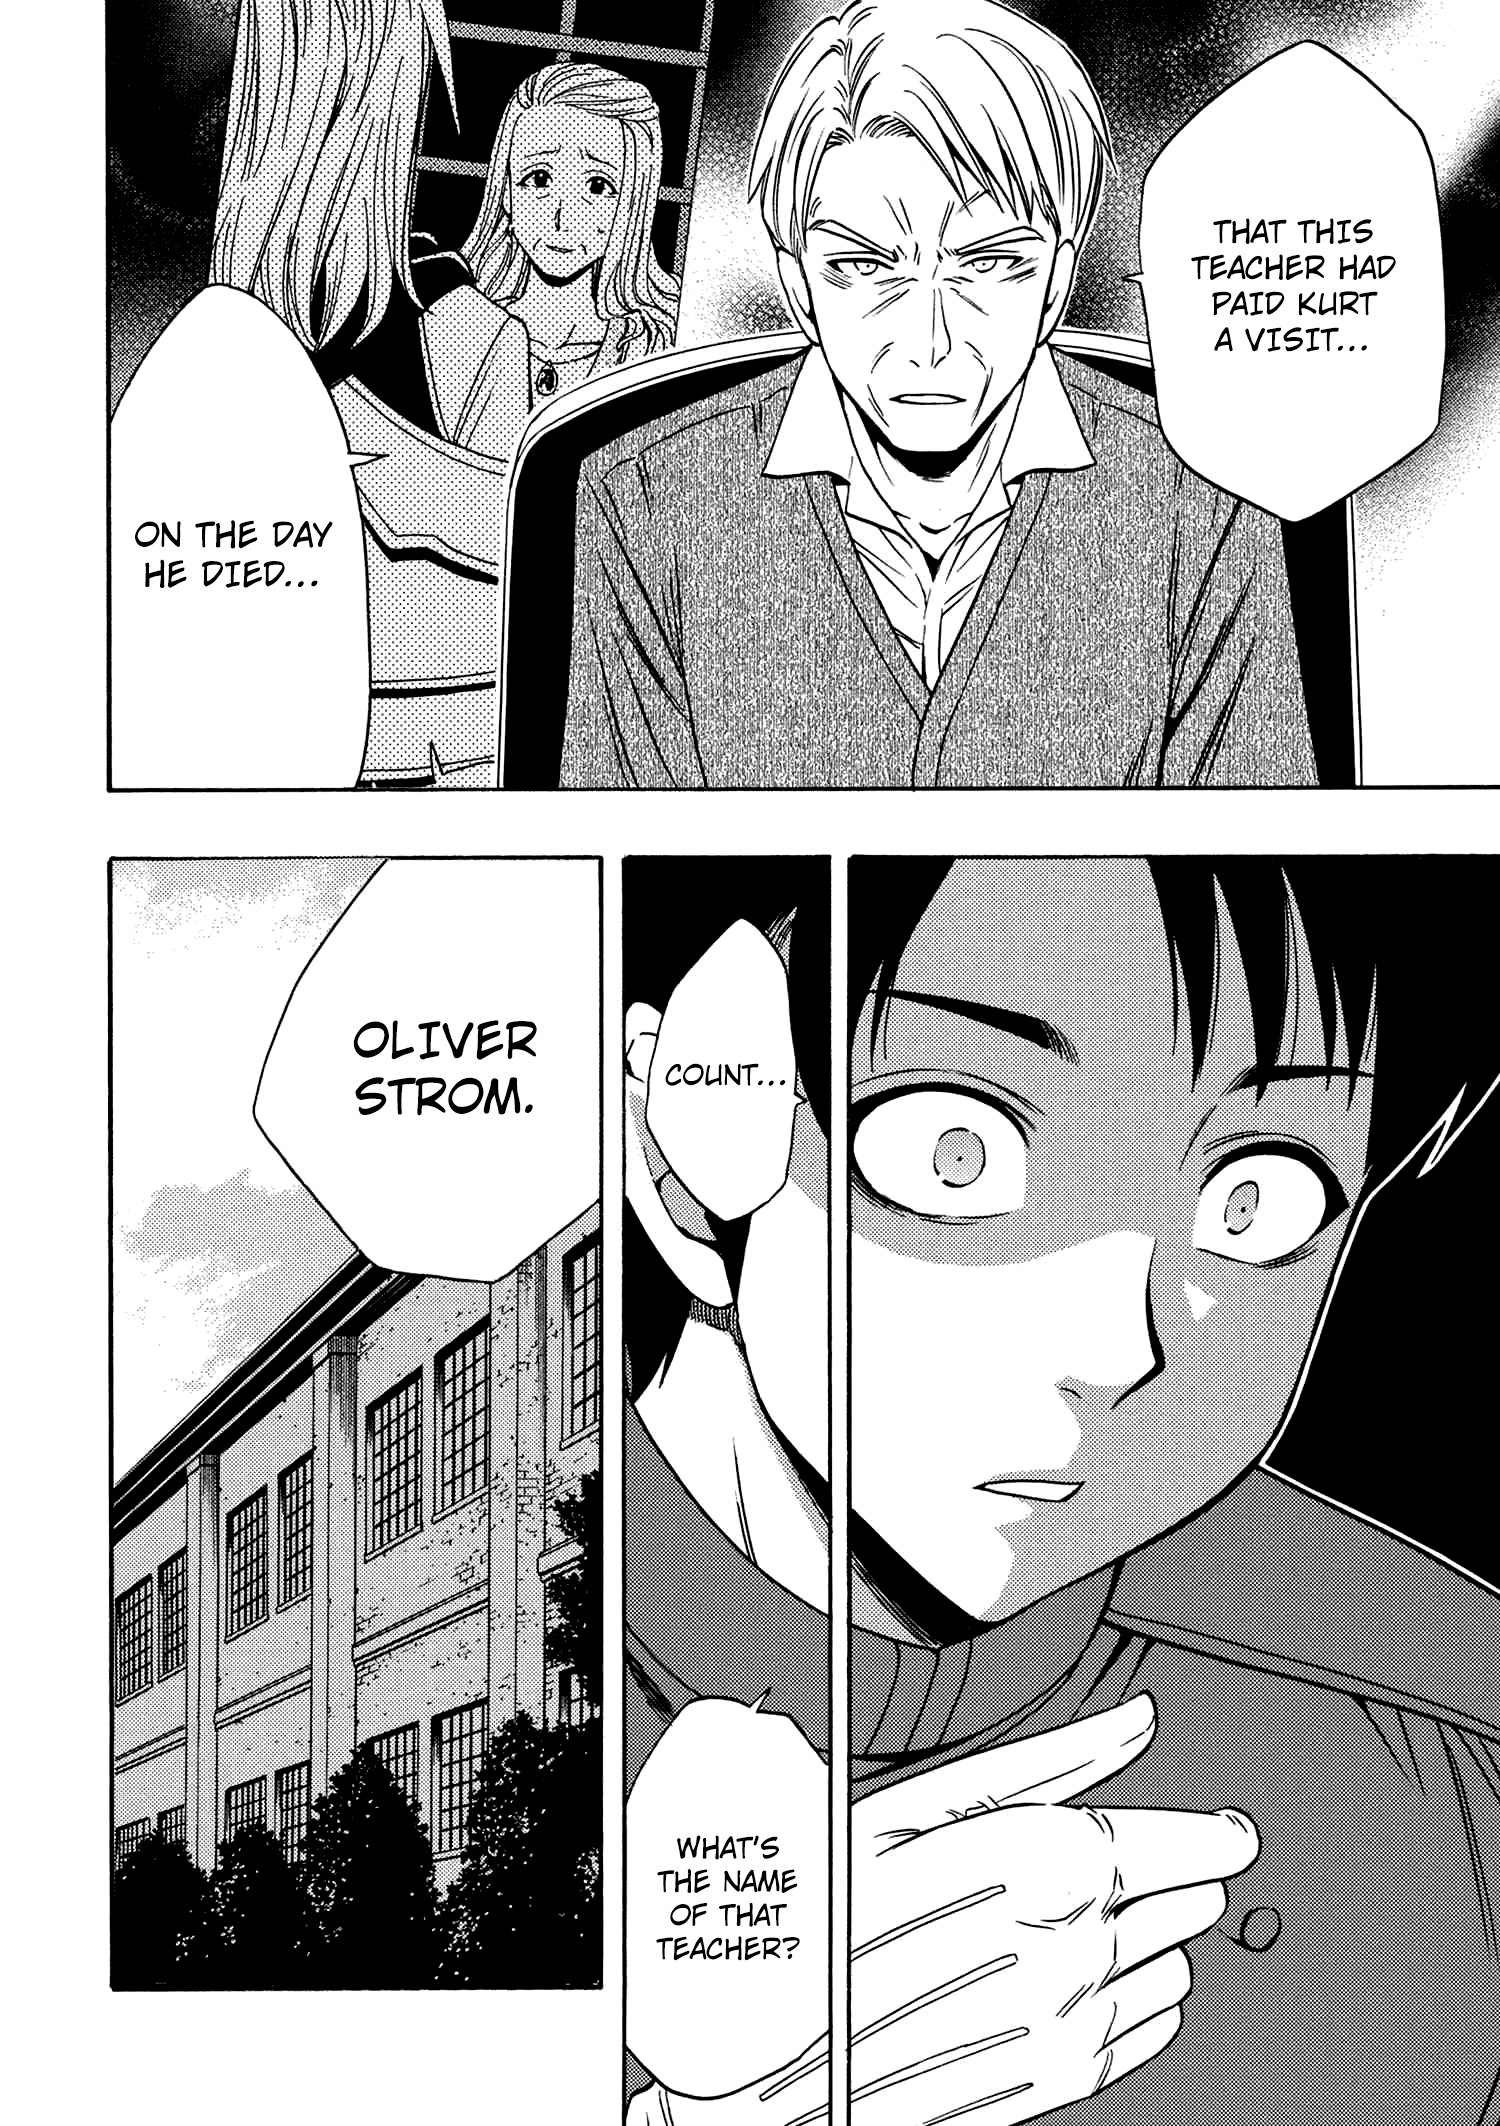 THAT THIS
TEACHER HAD
PAID KURT
A VISIT...
ON THE DAY
HE DIED...
COUNT...
WHAT'S
THE NAME
OF THAT
TEACHER?
OLIVER
STROM.